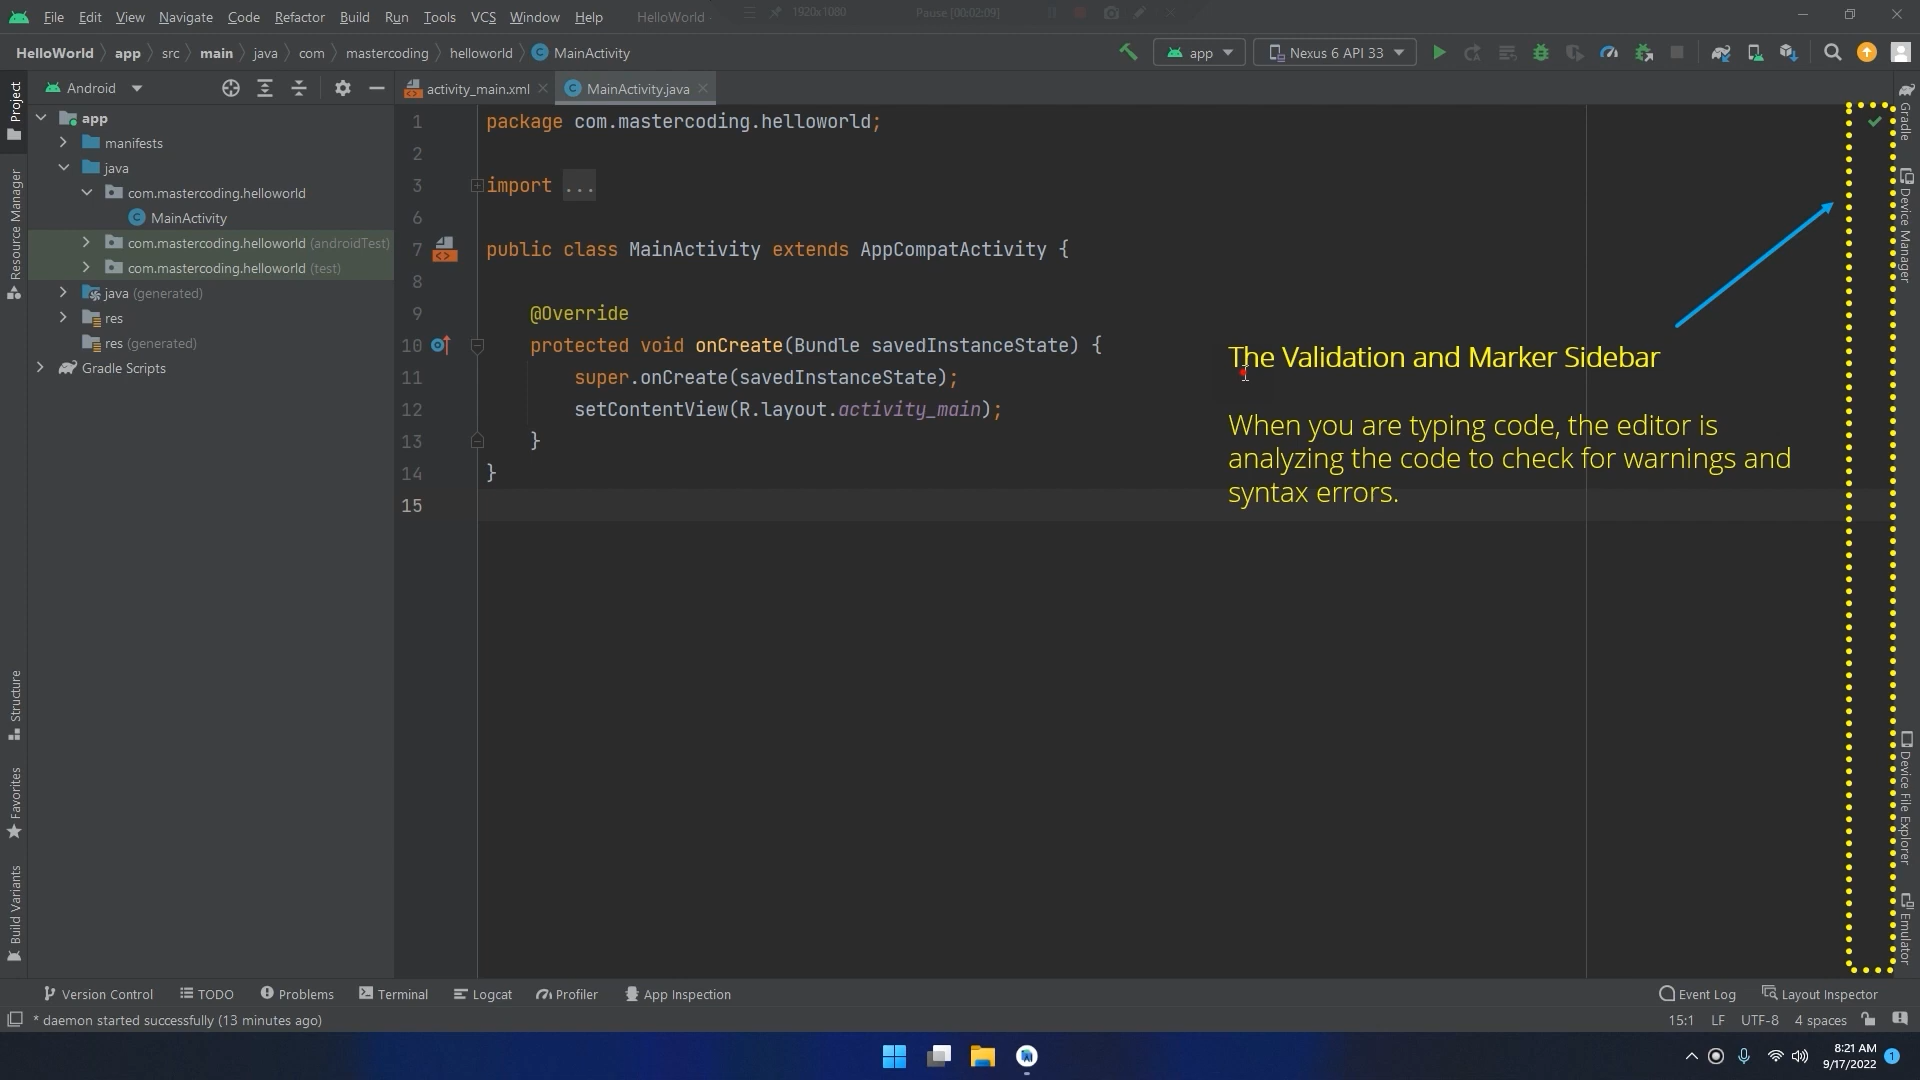 File Edit View Navigate Code Refactor Build Run Tools VCS Window Help HelloWorld - 1920x1080 Pause [00:02:09]
HelloWorld app src main java com mastercoding helloworld MainActivity app Nexus 6 API 33
Android activity_main.xml MainActivity.java
Project
Resource Manager
Structure
Favorites
Build Variants
app
manifests
java
com.mastercoding.helloworld
MainActivity
com.mastercoding.helloworld (androidTest)
com.mastercoding.helloworld (test)
java (generated)
res
res (generated)
Gradle Scripts
1 package com.mastercoding.helloworld;
2
3 import ...
6
7 public class MainActivity extends AppCompatActivity {
8
9 @Override
10 protected void onCreate(Bundle savedInstanceState) {
11 super.onCreate(savedInstanceState);
12 setContentView(R.layout.activity_main);
13 }
14 }
15
The Validation and Marker Sidebar
When you are typing code, the editor is
analyzing the code to check for warnings and
syntax errors.
Gradle
Device Manager
Device File Explorer
Emulator
Version Control TODO Problems Terminal Logcat Profiler App Inspection Event Log Layout Inspector
* daemon started successfully (13 minutes ago) 15:1 LF UTF-8 4 spaces
8:21 AM
9/17/2022 1